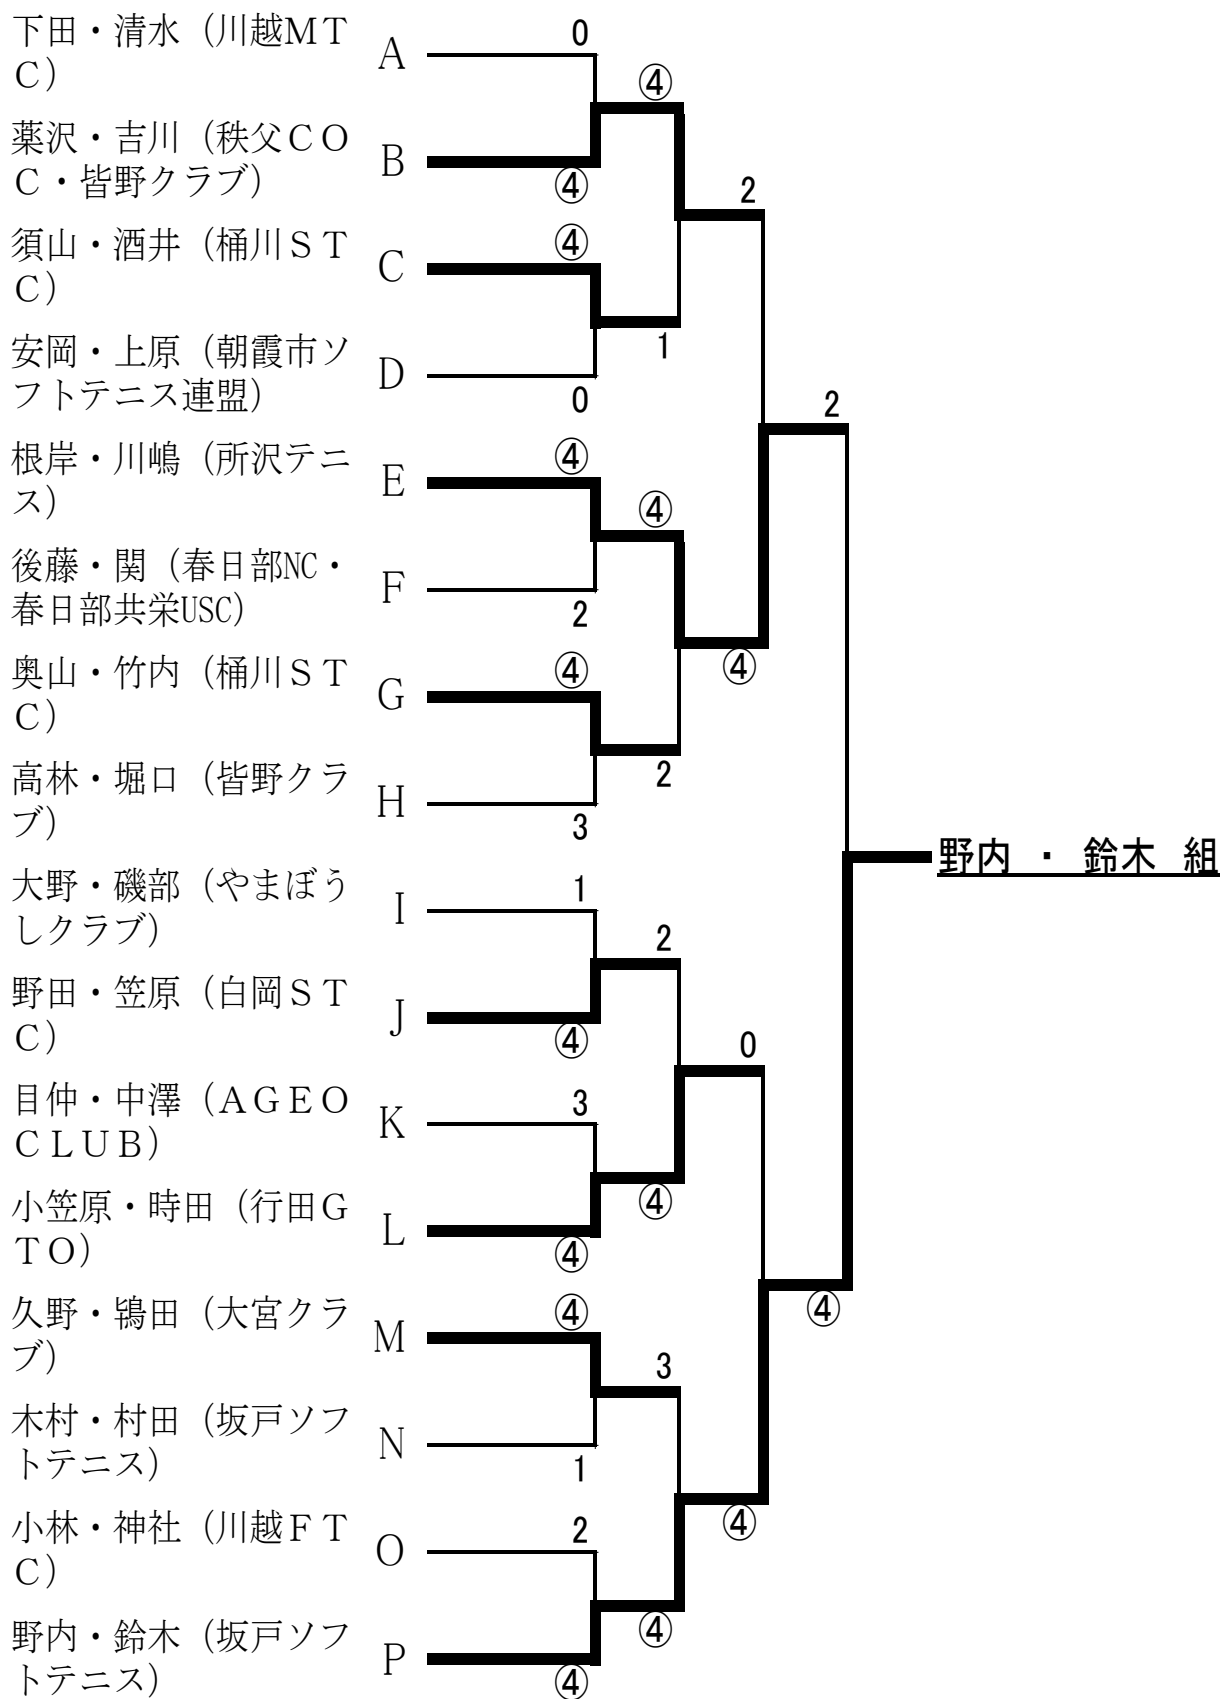 下田・清水（川越ＭＴ
Ｃ）
A
0
④
薬沢・吉川（秩父ＣＯ
Ｃ・皆野クラブ）
B
④
2
須山・酒井（桶川ＳＴ
Ｃ）
C
④
1
安岡・上原（朝霞市ソ
フトテニス連盟）
D
0
2
根岸・川嶋（所沢テニ
ス）
E
④
④
後藤・関（春日部NC・
春日部共栄USC）
F
2
奥山・竹内（桶川ＳＴ
Ｃ）
G
④
④
2
高林・堀口（皆野クラ
ブ）
H
3
野内 ・ 鈴木 組
大野・磯部（やまぼう
しクラブ）
I
1
2
野田・笠原（白岡ＳＴ
Ｃ）
J
④
0
目仲・中澤（ＡＧＥＯ
ＣＬＵＢ）
K
3
④
小笠原・時田（行田Ｇ
ＴＯ）
L
④
久野・鴇田（大宮クラ
ブ）
M
④
④
3
木村・村田（坂戸ソフ
トテニス）
N
1
小林・神社（川越ＦＴ
Ｃ）
O
2
④
④
野内・鈴木（坂戸ソフ
トテニス）
P
④